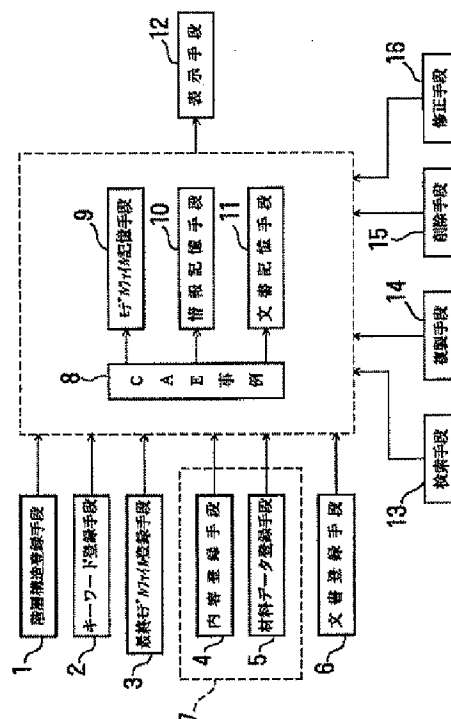 1 階層構造登録手段
2 キーワード登録手段
3 最終モデルファイル登録手段
4 内容登録手段
5 材料データ登録手段
6 文書登録手段
7
8 CAE事例
9 モデルファイル記憶手段
10 情報記憶手段
11 文書記憶手段
12 表示手段
13 検索手段
14 複製手段
15 削除手段
16 修正手段